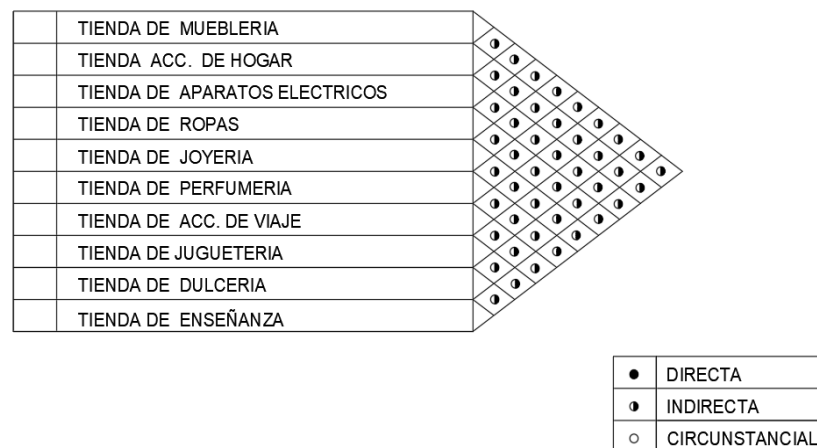 TIENDA DE MUEBLERIA
TIENDA ACC. DE HOGAR
TIENDA DE APARATOS ELECTRICOS
TIENDA DE ROPAS
TIENDA DE JOYERIA
TIENDA DE PERFUMERIA
TIENDA DE ACC. DE VIAJE
TIENDA DE JUGUETERIA
TIENDA DE DULCERIA
TIENDA DE ENSEÑANZA
DIRECTA
INDIRECTA
CIRCUNSTANCIAL